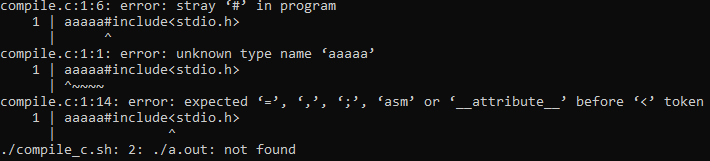 compile.c:1:6: error: stray ‘#’ in program
    1 | aaaaa#include<stdio.h>
      |      ^
compile.c:1:1: error: unknown type name ‘aaaaa’
    1 | aaaaa#include<stdio.h>
      | ^~~~~
compile.c:1:14: error: expected ‘=’, ‘,’, ‘;’, ‘asm’ or ‘__attribute__’ before ‘<’ token
    1 | aaaaa#include<stdio.h>
      |              ^
./compile_c.sh: 2: ./a.out: not found